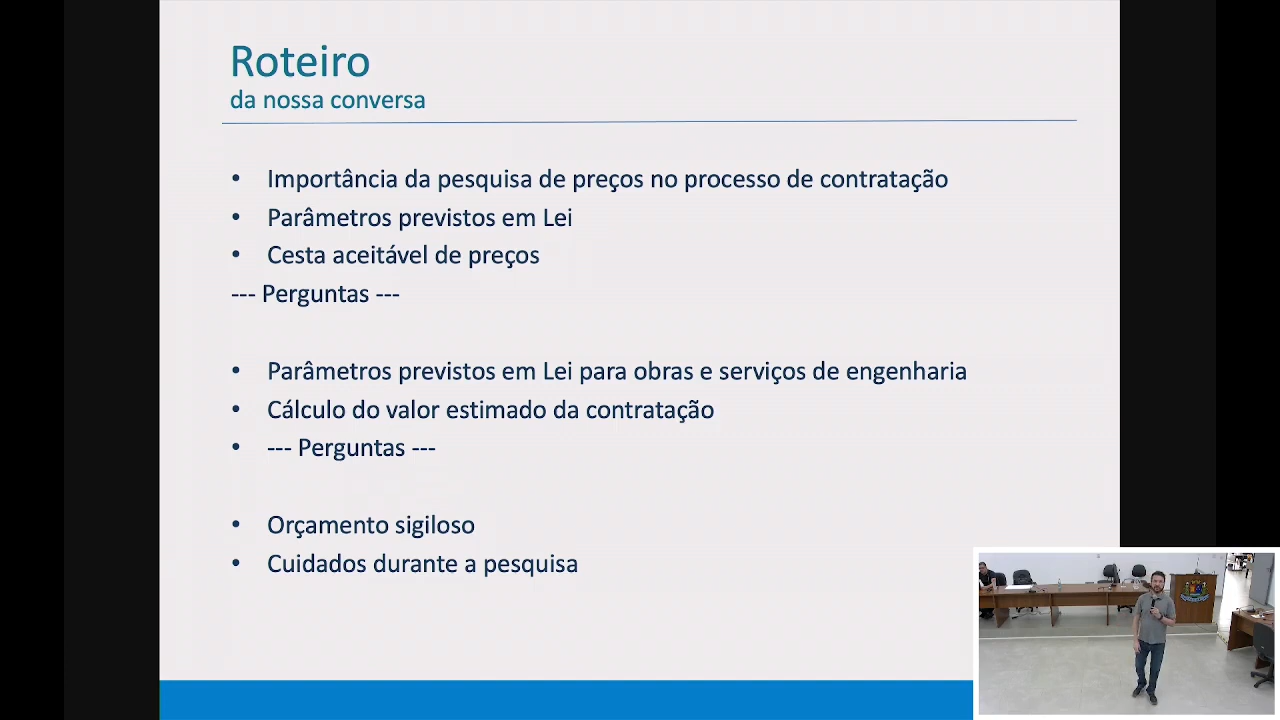 Roteiro
da nossa conversa
• Importância da pesquisa de preços no processo de contratação
• Parâmetros previstos em Lei
• Cesta aceitável de preços
--- Perguntas ---
• Parâmetros previstos em Lei para obras e serviços de engenharia
• Cálculo do valor estimado da contratação
• --- Perguntas ---
• Orçamento sigiloso
• Cuidados durante a pesquisa